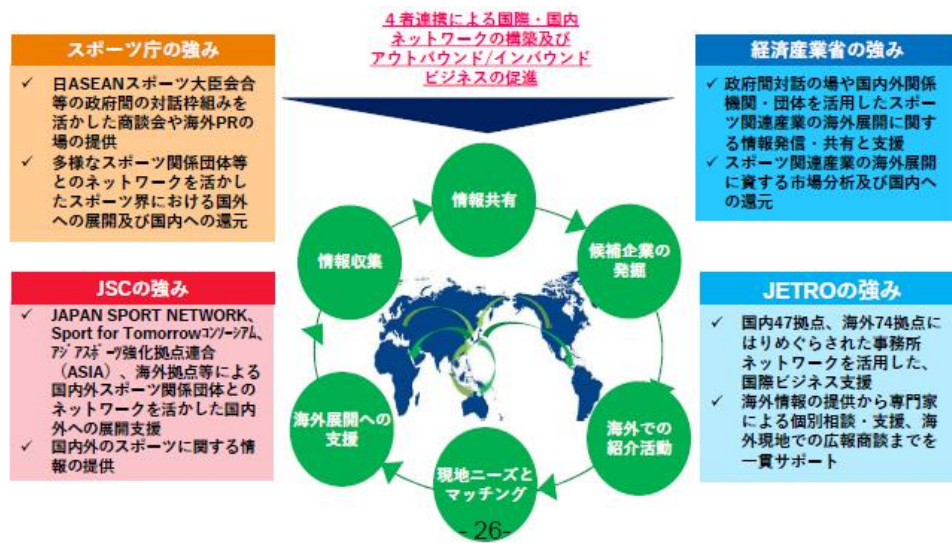 4者連携による国際・国内
ネットワークの構築及び
アウトバウンド/インバウンド
ビジネスの促進
スポーツ庁の強み
✓ 日ASEANスポーツ大臣会合
等の政府間の対話枠組みを
活かした商談会や海外PRの
場の提供
✓ 多様なスポーツ関係団体等
とのネットワークを活かし
たスポーツ界における国外
への展開及び国内への還元
経済産業省の強み
✓ 政府間対話の場や国内外関係
機関・団体を活用したスポー
ツ関連産業の海外展開に関す
る情報発信・共有と支援
✓ スポーツ関連産業の海外展開
に資する市場分析及び国内へ
の還元
JSCの強み
✓ JAPAN SPORT NETWORK、
Sport for Tomorrowコンソーシアム、
アジアスポーツ強化拠点連合
（ASIA）、海外拠点等による
国内外スポーツ関係団体との
ネットワークを活かした国内
外への展開支援
✓ 国内外のスポーツに関する情
報の提供
JETROの強み
✓ 国内47拠点、海外74拠点に
はりめぐらされた事務所
ネットワークを活用した、
国際ビジネス支援
✓ 海外情報の提供から専門家
による個別相談・支援、海
外現地での広報商談までを
一貫サポート
情報共有
候補企業の
発掘
海外での
紹介活動
現地ニーズと
マッチング
海外展開への
支援
情報収集
- 26-